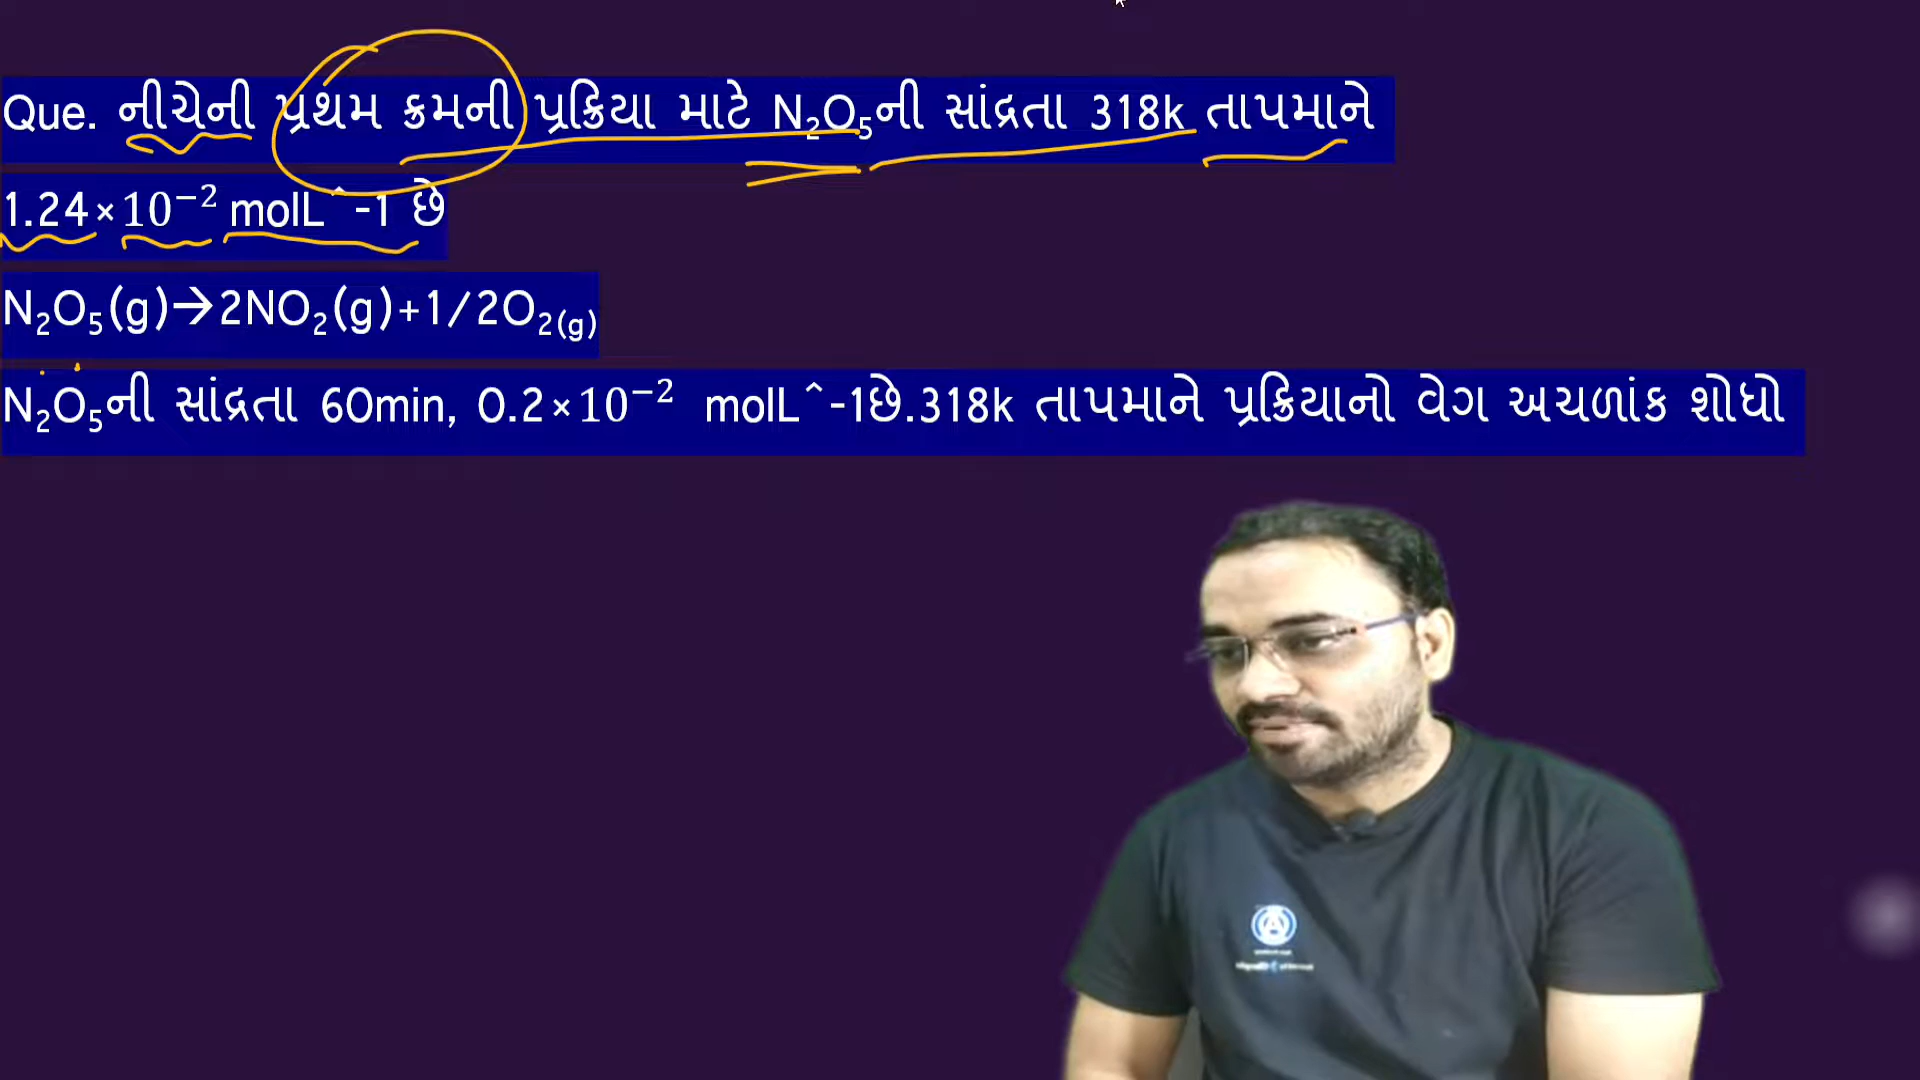 Que. નીચેની પ્રથમ ક્રમની પ્રક્રિયા માટે N₂O₅ની સાંદ્રતા 318k તાપમાને
1.24×10⁻² molL^-1 છે
N₂O₅(g)→2NO₂(g)+1/2O₂(g)
N₂O₅ની સાંદ્રતા 60min, 0.2×10⁻² molL^-1છે.318k તાપમાને પ્રક્રિયાનો વેગ અચળાંક શોધો